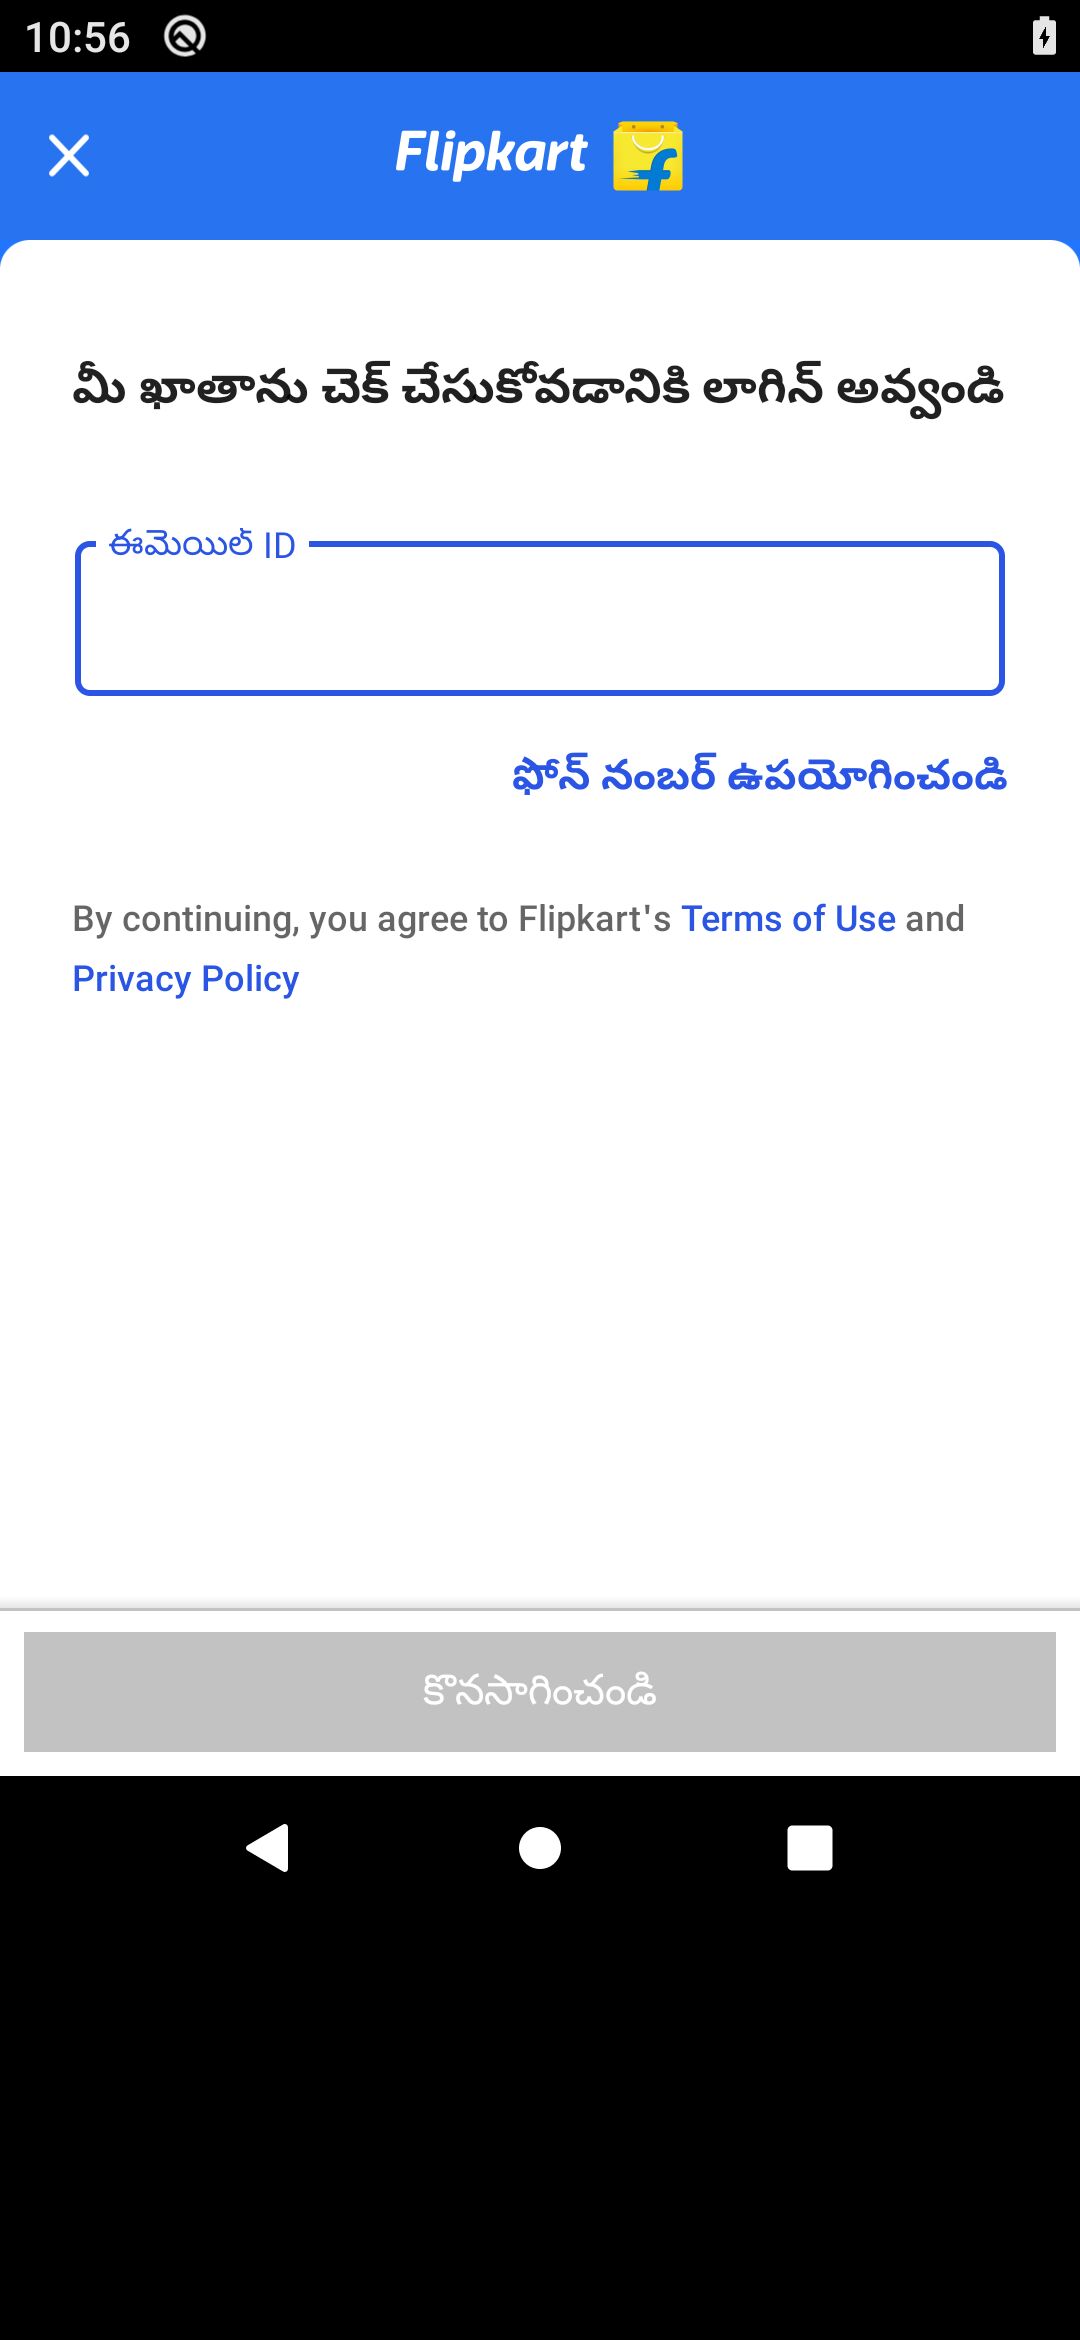 10:56
Flipkart
మీ ఖాతాను చెక్ చేసుకోవడానికి లాగిన్ అవ్వండి
ఈమెయిల్ ID
ఫోన్ నంబర్ ఉపయోగించండి
By continuing, you agree to Flipkart's Terms of Use and
Privacy Policy
కొనసాగించండి